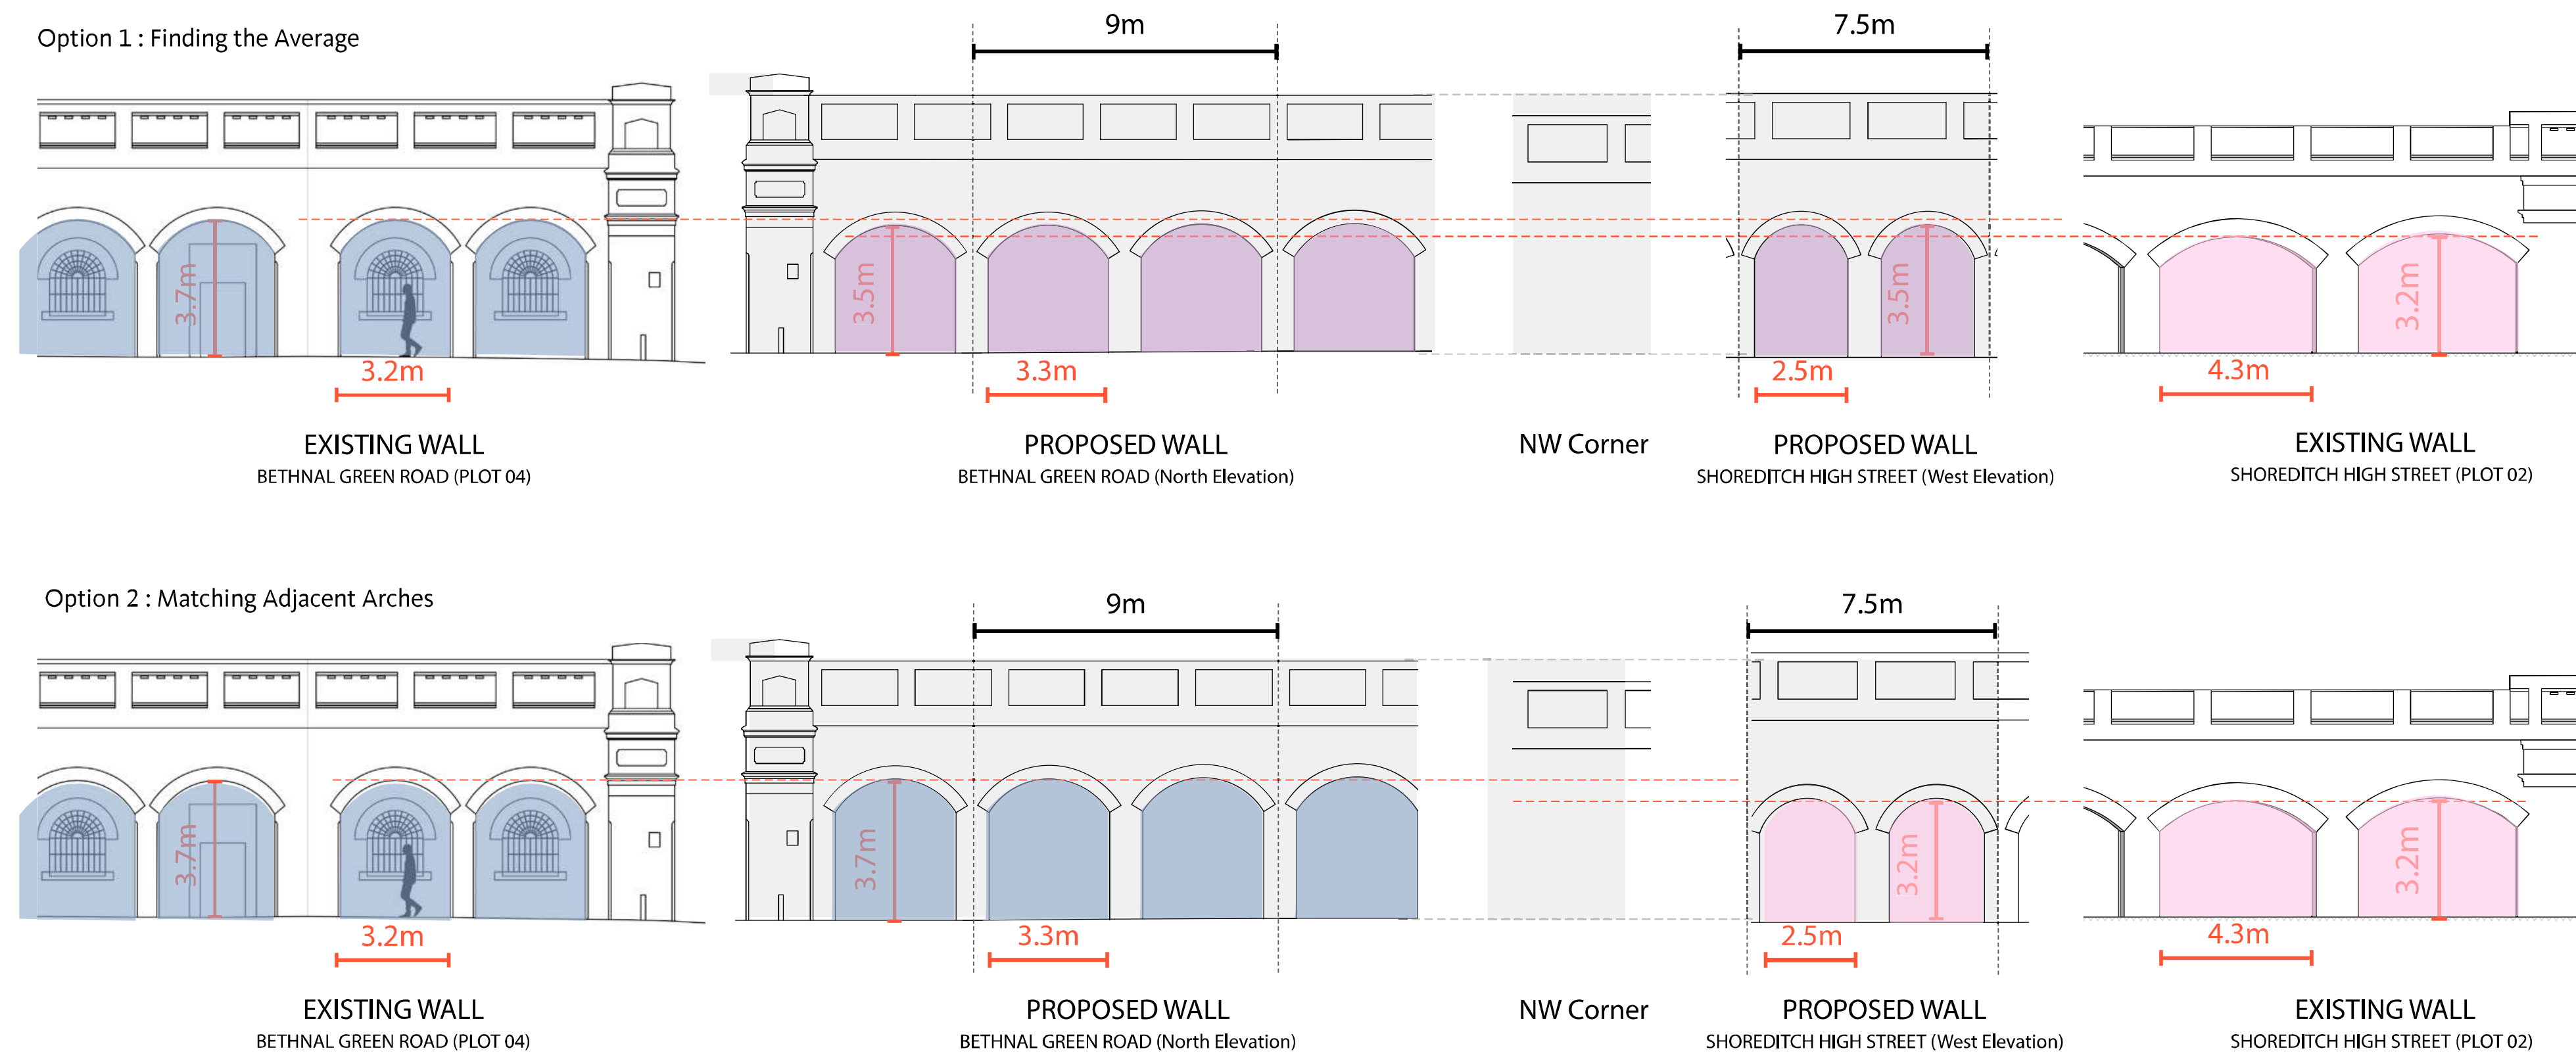 Option 1 : Finding the Average
9m
7.5m
3.7m
3.5m
3.5m
3.2m
3.2m
3.3m
2.5m
4.3m
EXISTING WALL
BETHNAL GREEN ROAD (PLOT 04)
PROPOSED WALL
BETHNAL GREEN ROAD (North Elevation)
NW Corner
PROPOSED WALL
SHOREDITCH HIGH STREET (West Elevation)
EXISTING WALL
SHOREDITCH HIGH STREET (PLOT 02)
Option 2 : Matching Adjacent Arches
9m
7.5m
3.7m
3.7m
3.2m
3.2m
3.2m
3.3m
2.5m
4.3m
EXISTING WALL
BETHNAL GREEN ROAD (PLOT 04)
PROPOSED WALL
BETHNAL GREEN ROAD (North Elevation)
NW Corner
PROPOSED WALL
SHOREDITCH HIGH STREET (West Elevation)
EXISTING WALL
SHOREDITCH HIGH STREET (PLOT 02)